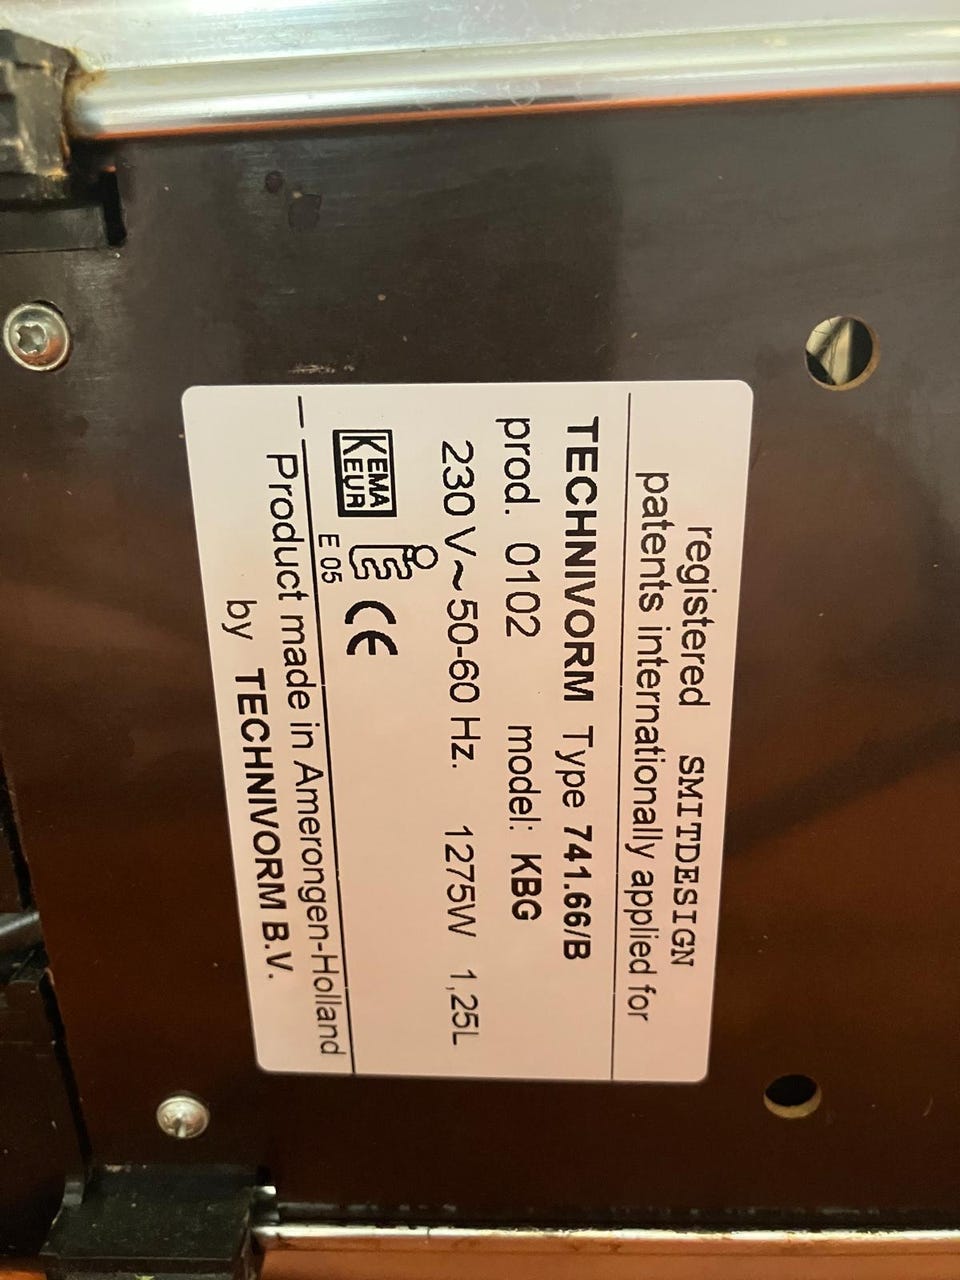 registered SMITDESIGN
patents internationally applied for
TECHNIVORM Type 741.66/B
prod. 0102 model: KBG
230 V~50-60 Hz. 1275W 1,25L
KEMA
KEUR
E 05
CE
Product made in Amerongen-Holland
by TECHNIVORM B.V.